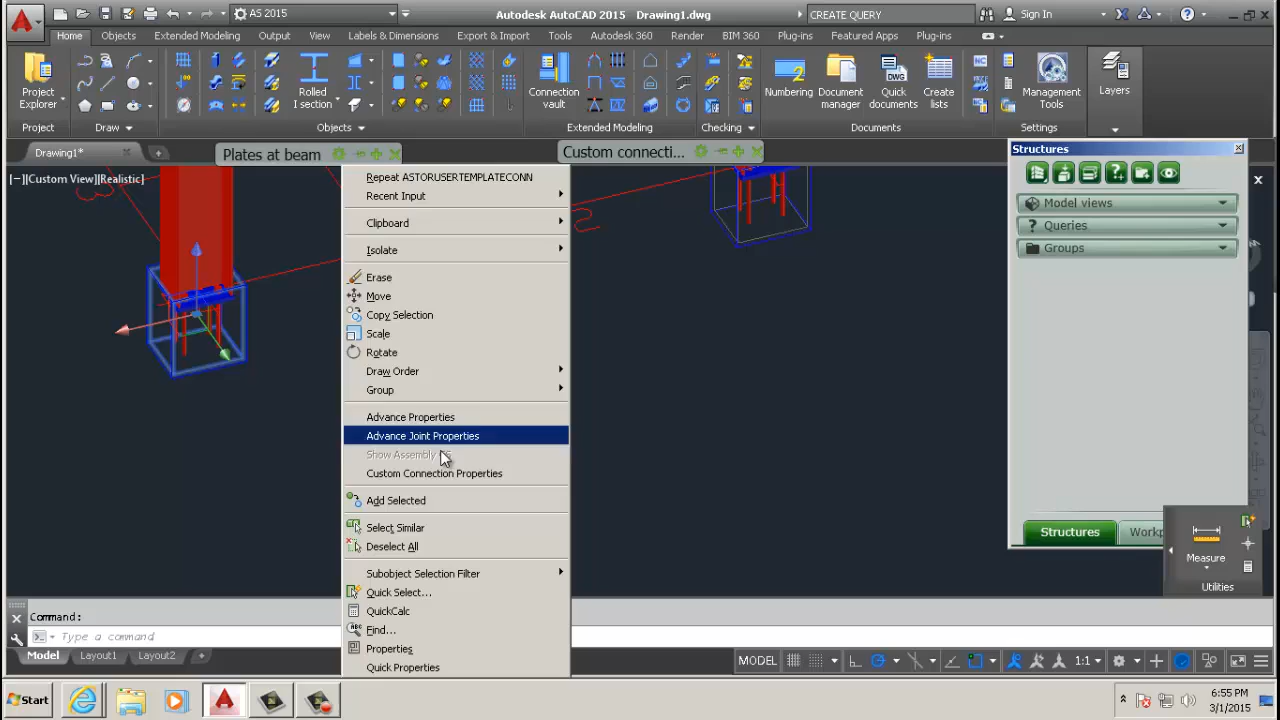 AS 2015
Autodesk AutoCAD 2015 Drawing1.dwg
CREATE QUERY
Sign In
Home
Objects
Extended Modeling
Output
View
Labels & Dimensions
Export & Import
Tools
Autodesk 360
Render
BIM 360
Plug-ins
Featured Apps
Plug-ins
Project
Explorer
Rolled
I section
Connection
vault
Numbering
Document
manager
Quick
documents
Create
lists
Management
Tools
Layers
Project
Draw
Objects
Extended Modeling
Checking
Documents
Settings
Drawing1*
Plates at beam
Custom connecti...
[−][Custom View][Realistic]
Repeat ASTORUSERTEMPLATECONN
Recent Input
Clipboard
Isolate
Erase
Move
Copy Selection
Scale
Rotate
Draw Order
Group
Advance Properties
Advance Joint Properties
Show Assembly
Custom Connection Properties
Add Selected
Select Similar
Deselect All
Subobject Selection Filter
Quick Select...
QuickCalc
Find...
Properties
Quick Properties
Structures
Model views
Queries
Groups
Structures
Measure
Utilities
Command:
Type a command
Model
Layout1
Layout2
MODEL
1:1
Start
6:55 PM
3/1/2015